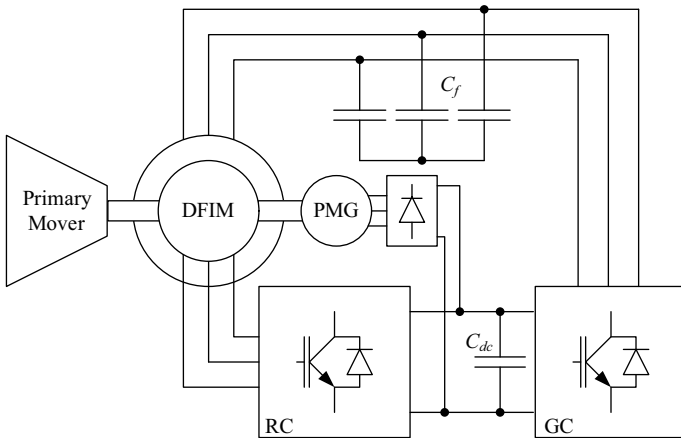 C_f
Primary
Mover
DFIM
PMG
C_dc
RC
GC